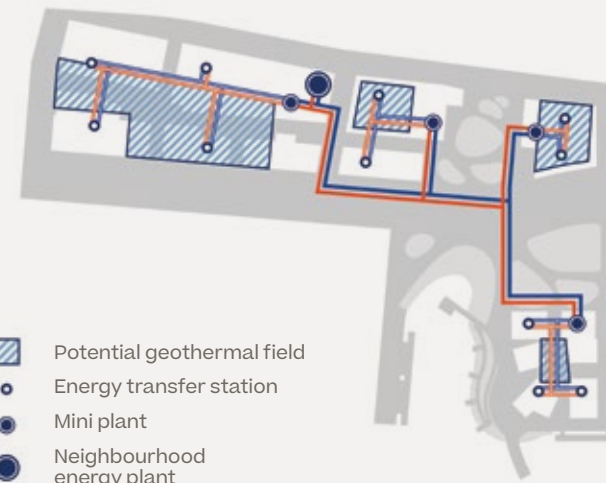 Potential geothermal field
Energy transfer station
Mini plant
Neighbourhood
energy plant